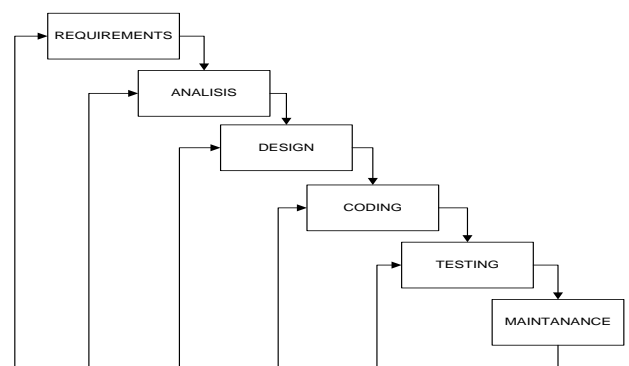 REQUIREMENTS
ANALISIS
DESIGN
CODING
TESTING
MAINTANANCE